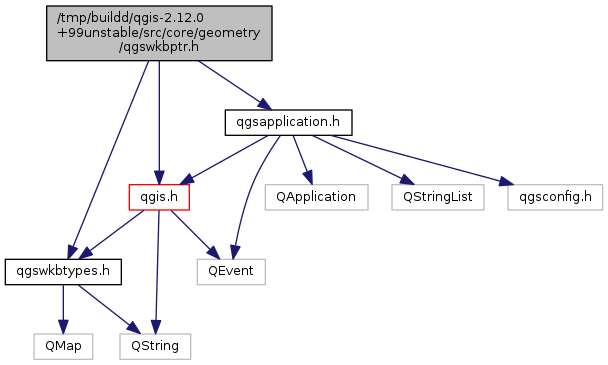 /tmp/buildd/qgis-2.12.0
+99unstable/src/core/geometry
/qgswkbptr.h
qgsapplication.h
qgis.h
QApplication
QStringList
qgsconfig.h
qgswkbtypes.h
QEvent
QMap
QString